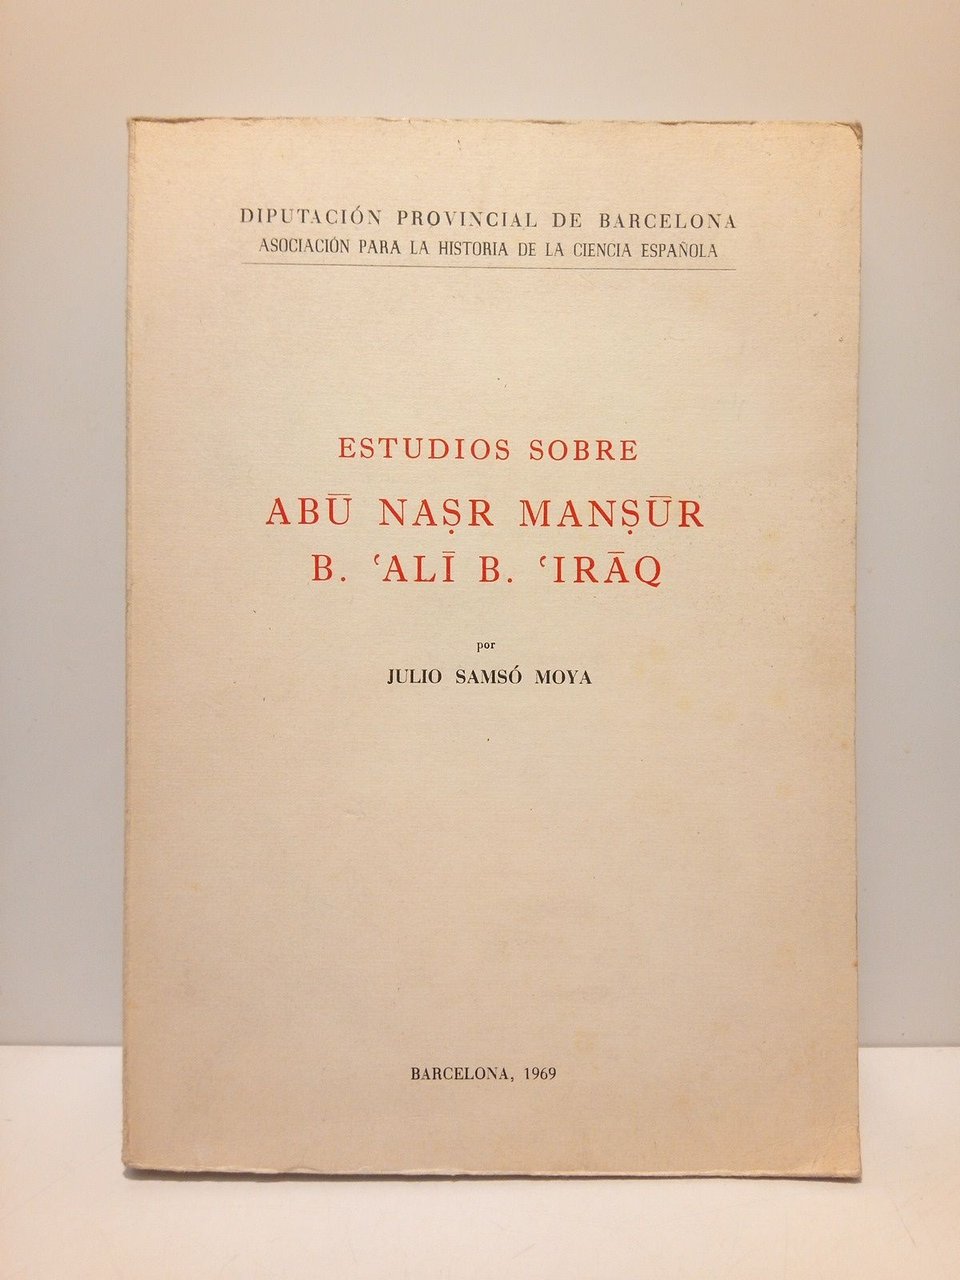 DIPUTACIÓN PROVINCIAL DE BARCELONA
ASOCIACIÓN PARA LA HISTORIA DE LA CIENCIA ESPAÑOLA
ESTUDIOS SOBRE
ABŪ NAṢR MANṢŪR
B. ʿALĪ B. ʿIRĀQ
por
JULIO SAMSÓ MOYA
BARCELONA, 1969